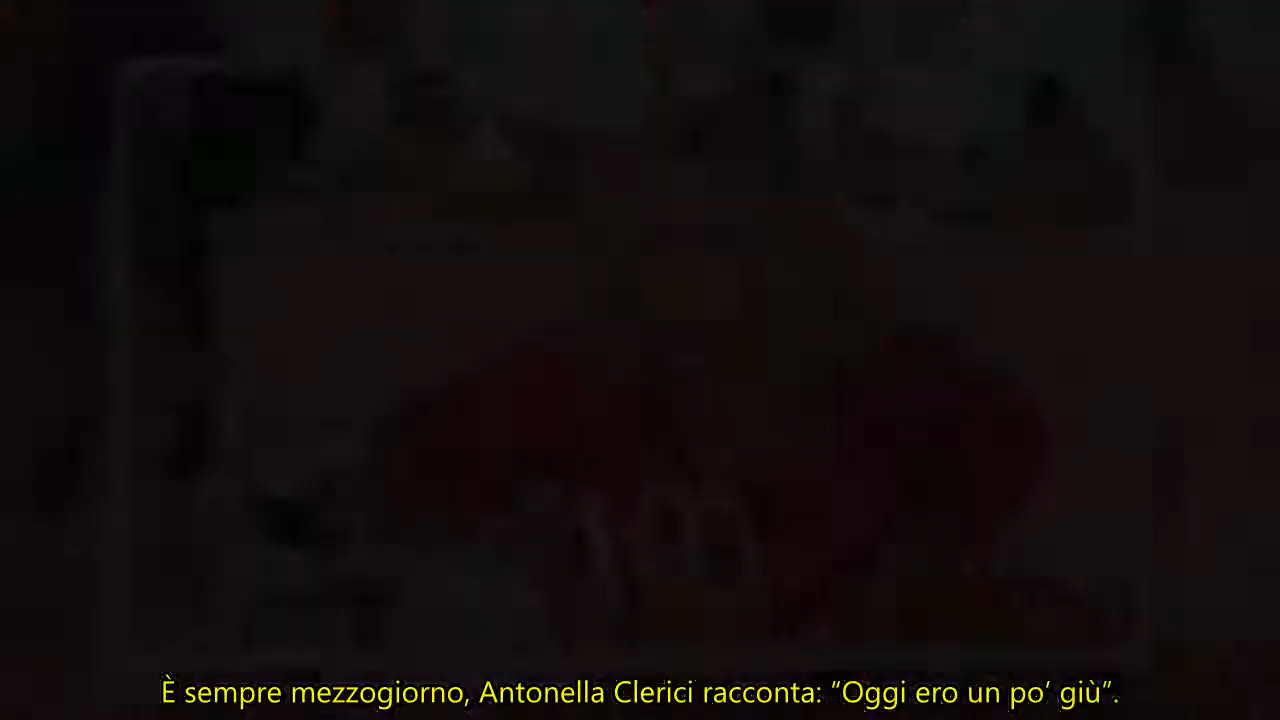 È sempre mezzogiorno, Antonella Clerici racconta: “Oggi ero un po’ giù”.